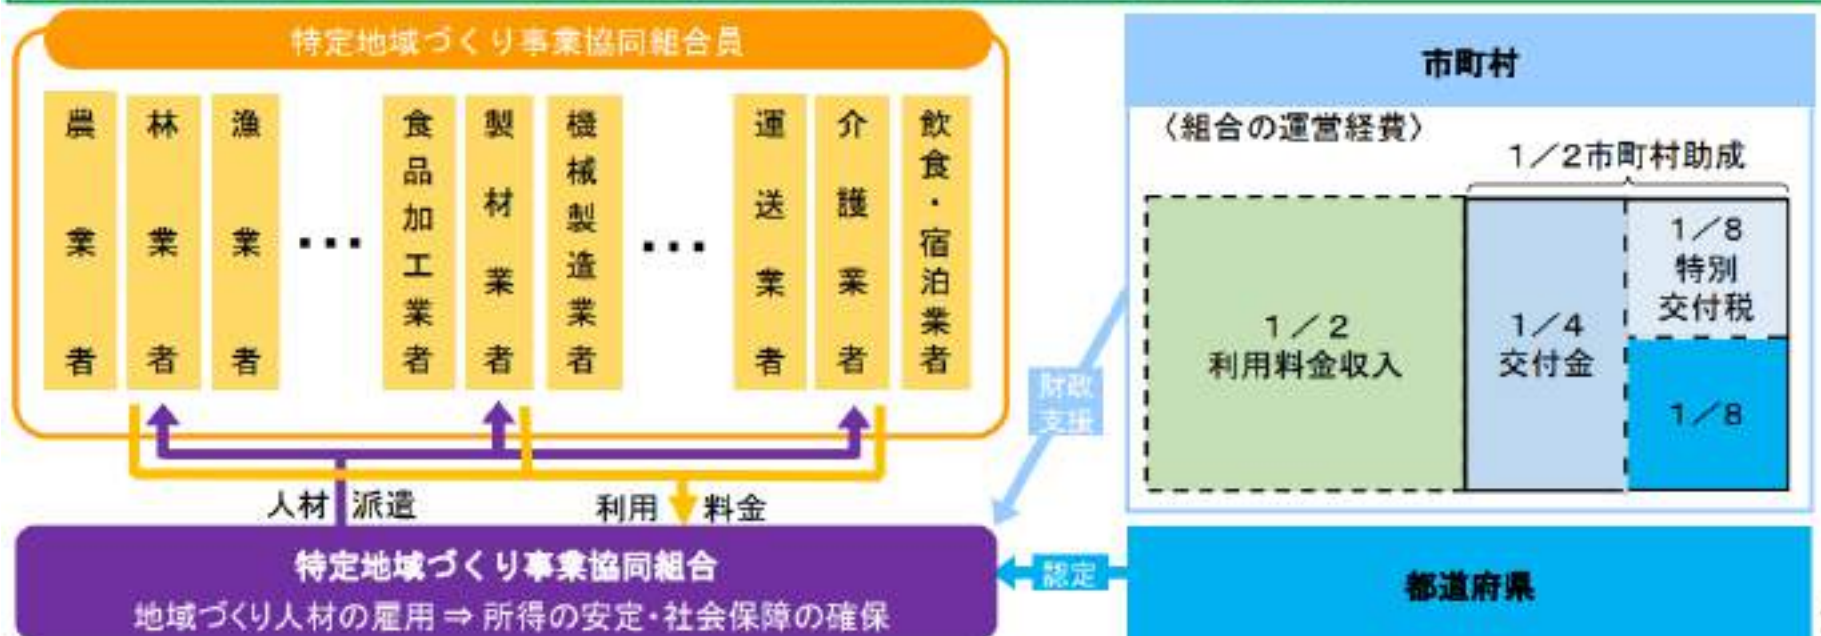 特定地域づくり事業協同組合員
農業者
林業者
漁業者
・・・
食品加工業者
製材業者
機械製造業者
・・・
運送業者
介護業者
飲食・宿泊業者
人材派遣
利用料金
特定地域づくり事業協同組合
地域づくり人材の雇用⇒所得の安定・社会保障の確保
財政
支援
認定
市町村
〈組合の運営経費〉
1／2市町村助成
1／2
利用料金収入
1／4
交付金
1／8
特別
交付税
1／8
都道府県